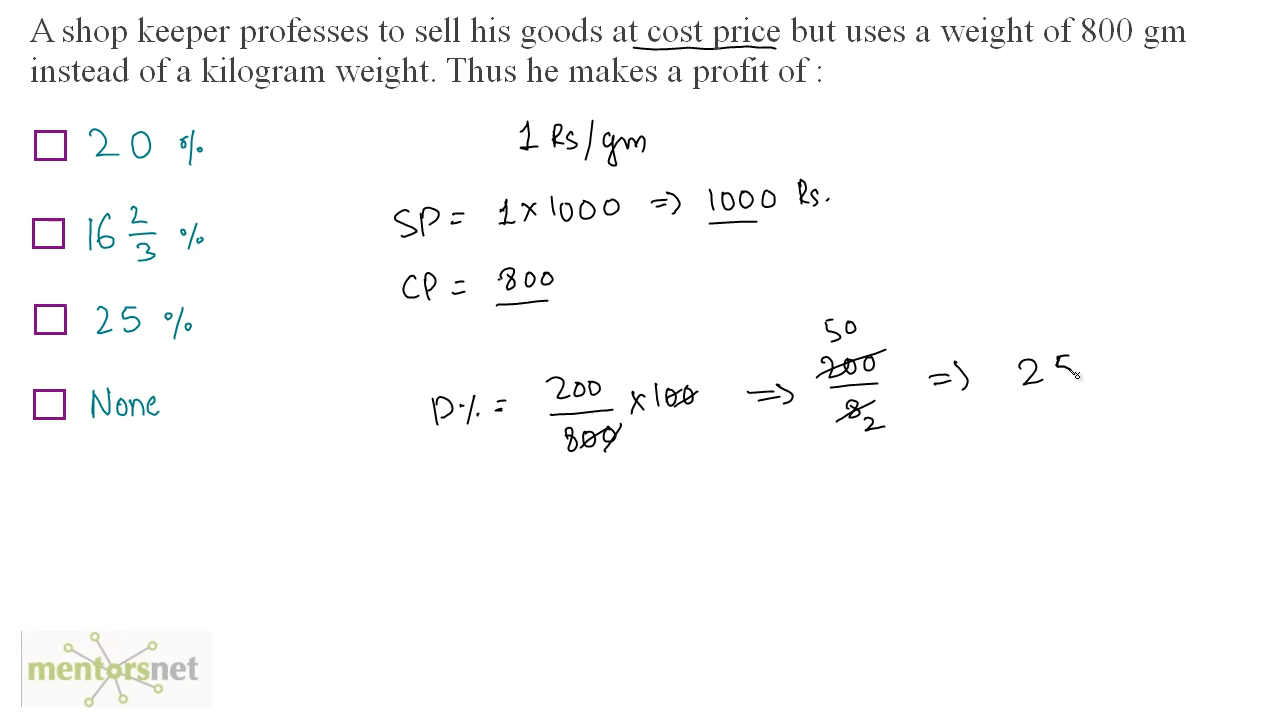 A shop keeper professes to sell his goods at cost price but uses a weight of 800 gm
instead of a kilogram weight. Thus he makes a profit of :
20 %
16 2/3 %
25 %
None
1 Rs/gm
SP = 1 x 1000 => 1000 Rs.
CP = 800
P% = 200/800 x 100 => 200/8 => 25
50
2
mentorsnet